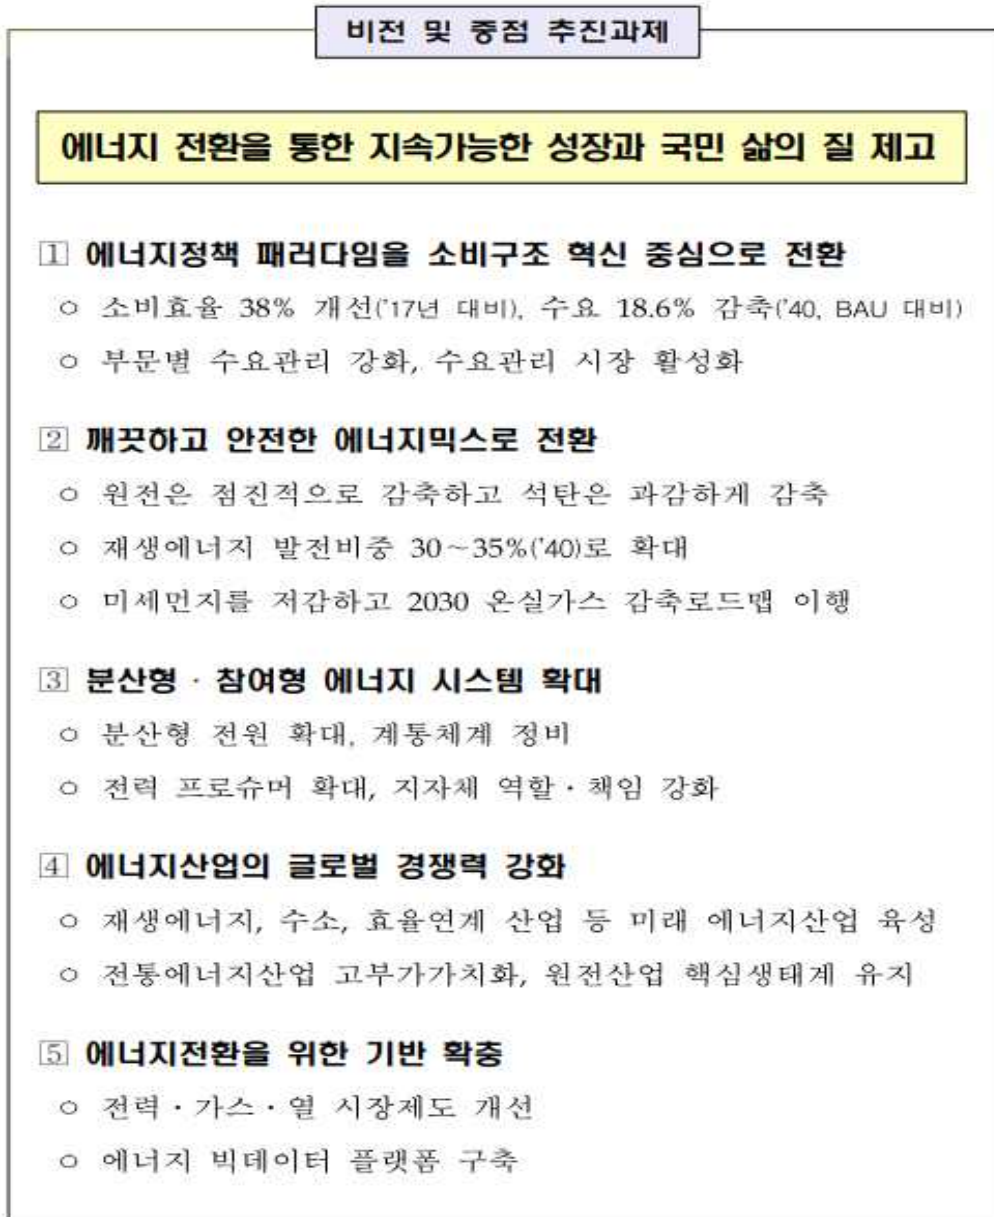 비전 및 중점 추진과제
에너지 전환을 통한 지속가능한 성장과 국민 삶의 질 제고
1 에너지정책 패러다임을 소비구조 혁신 중심으로 전환
○ 소비효율 38% 개선('17년 대비), 수요 18.6% 감축('40, BAU 대비)
○ 부문별 수요관리 강화, 수요관리 시장 활성화
2 깨끗하고 안전한 에너지믹스로 전환
○ 원전은 점진적으로 감축하고 석탄은 과감하게 감축
○ 재생에너지 발전비중 30~35%('40)로 확대
○ 미세먼지를 저감하고 2030 온실가스 감축로드맵 이행
3 분산형 · 참여형 에너지 시스템 확대
○ 분산형 전원 확대, 계통체계 정비
○ 전력 프로슈머 확대, 지자체 역할·책임 강화
4 에너지산업의 글로벌 경쟁력 강화
○ 재생에너지, 수소, 효율연계 산업 등 미래 에너지산업 육성
○ 전통에너지산업 고부가가치화, 원전산업 핵심생태계 유지
5 에너지전환을 위한 기반 확충
○ 전력·가스·열 시장제도 개선
○ 에너지 빅데이터 플랫폼 구축